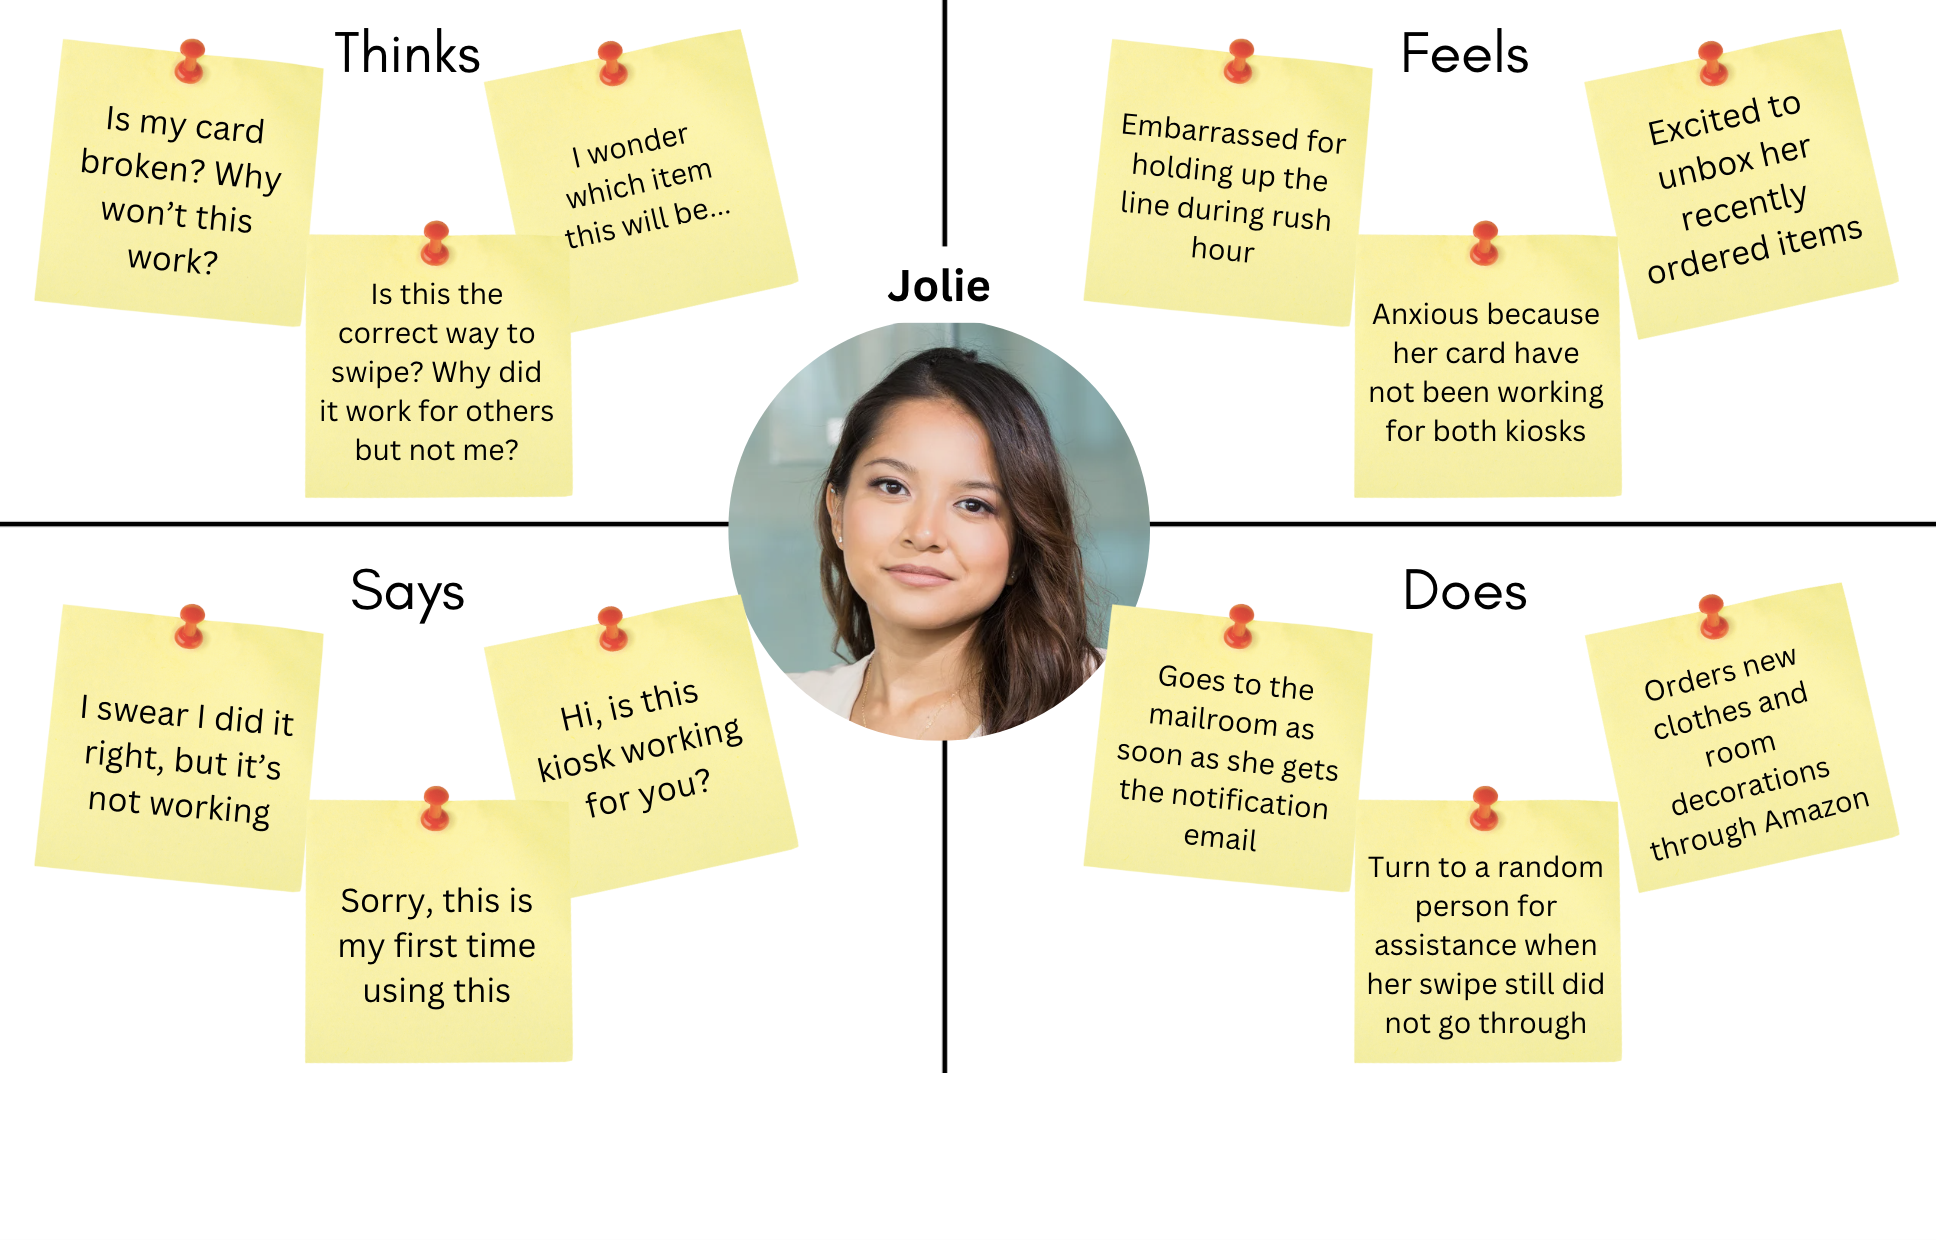 Thinks
Is my card
broken? Why
won't this
work?
I wonder
which item
this will be...
Is this the
correct way to
swipe? Why did
it work for others
but not me?
Feels
Embarrassed for
holding up the
line during rush
hour
Excited to
unbox her
recently
ordered items
Anxious because
her card have
not been working
for both kiosks
Jolie
Says
I swear I did it
right, but it's
not working
Hi, is this
kiosk working
for you?
Sorry, this is
my first time
using this
Does
Goes to the
mailroom as
soon as she gets
the notification
email
Orders new
clothes and
room
decorations
through Amazon
Turn to a random
person for
assistance when
her swipe still did
not go through